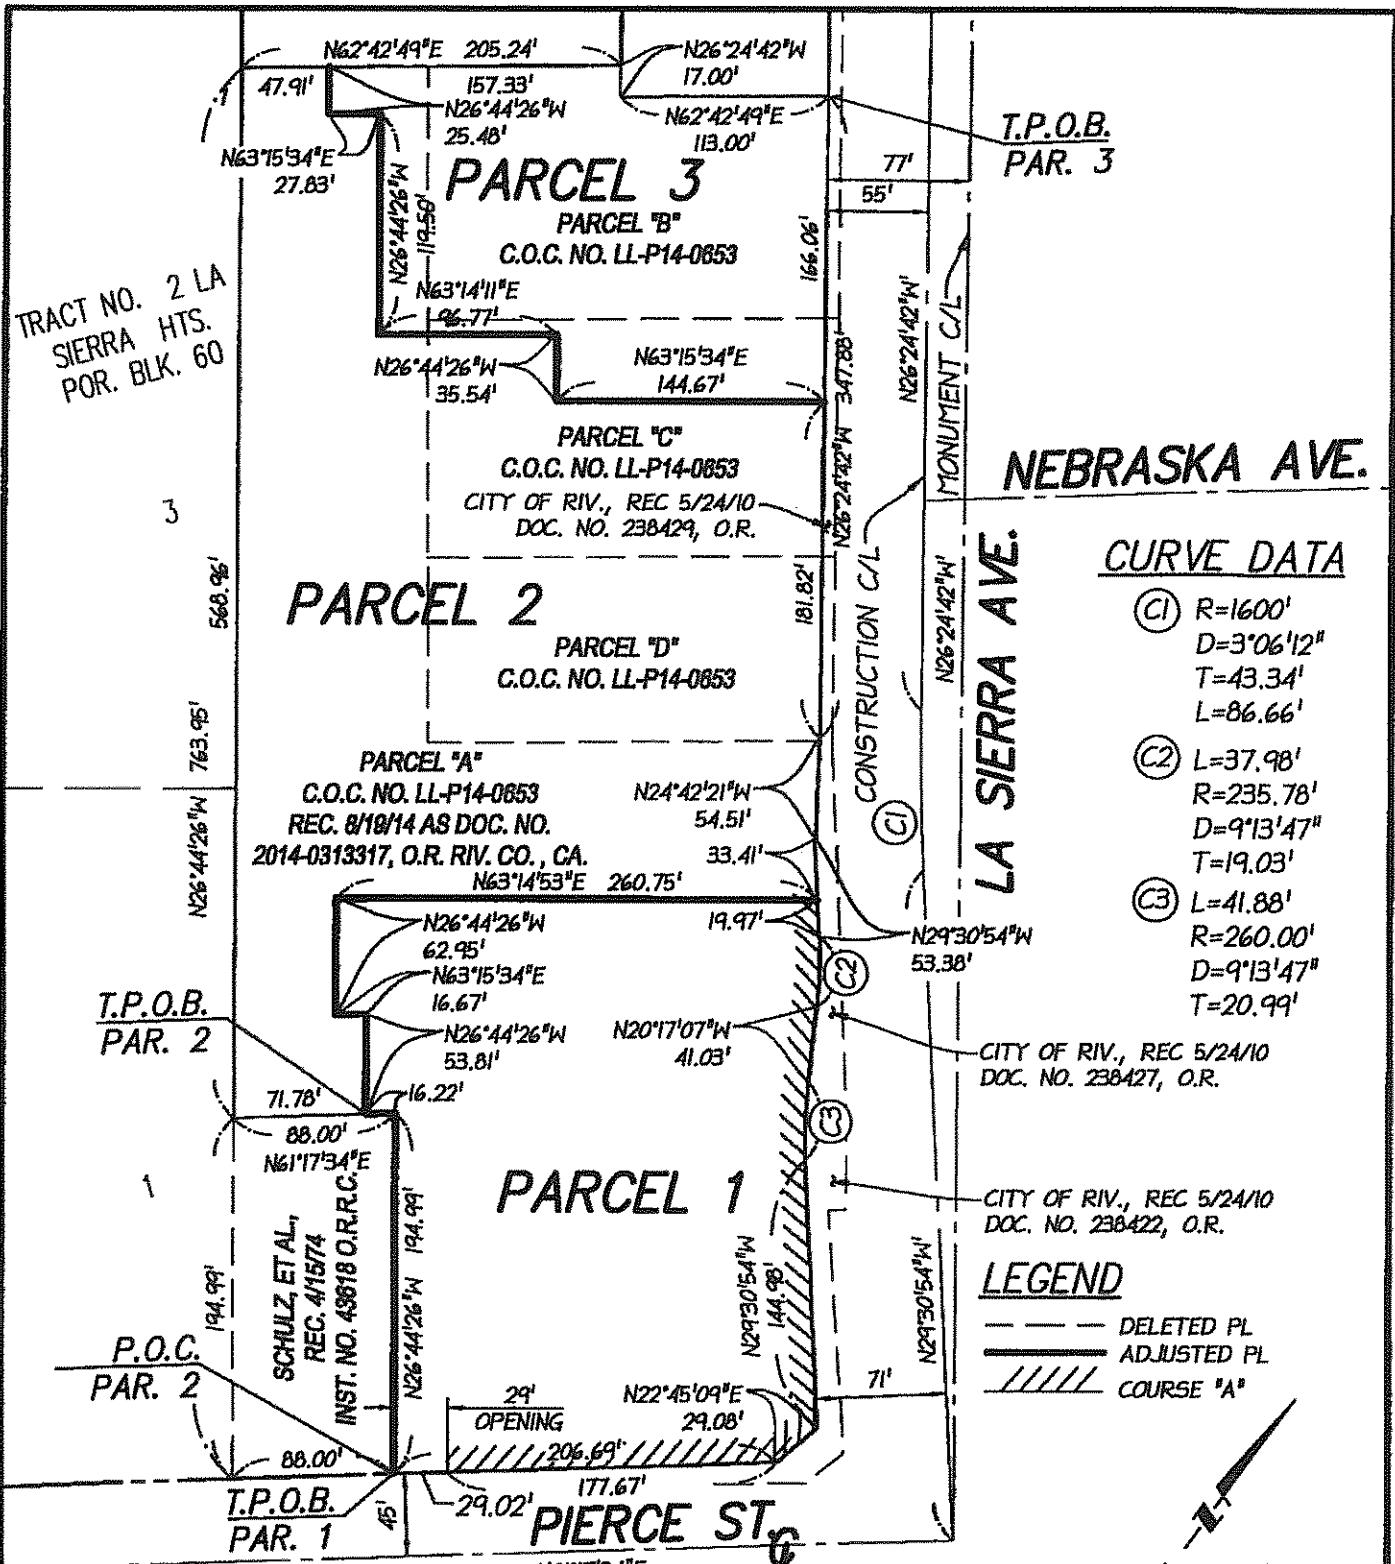 N62°42'49"E 205.24'
47.91'
157.33'
N26°24'42"W
17.00'
N26°44'26"W
25.48'
N62°42'49"E
113.00'
T.P.O.B.
PAR. 3
N63°15'34"E
27.83'
PARCEL 3
77'
55'
N26°44'26"W
119.50'
PARCEL "B"
C.O.C. NO. LL-P14-0653
166.06'
TRACT NO. 2 LA
SIERRA HTS.
POR. BLK. 60
N63°14'11"E
96.77'
N26°44'26"W
35.54'
N63°15'34"E
144.67'
N26°24'42"W 347.88'
N26°24'42"W
MONUMENT C/L
PARCEL "C"
C.O.C. NO. LL-P14-0653
CITY OF RIV., REC 5/24/10
DOC. NO. 238429, O.R.
NEBRASKA AVE.
3
568.96'
PARCEL 2
181.82'
CONSTRUCTION C/L
N26°24'42"W
LA SIERRA AVE.
PARCEL "D"
C.O.C. NO. LL-P14-0653
CURVE DATA
C1 R=1600'
D=3°06'12"
T=43.34'
L=86.66'
C2 L=37.98'
R=235.78'
D=9°13'47"
T=19.03'
C3 L=41.88'
R=260.00'
D=9°13'47"
T=20.99'
N26°44'26"W 763.95'
PARCEL "A"
C.O.C. NO. LL-P14-0653
REC. 8/19/14 AS DOC. NO.
2014-0313317, O.R. RIV. CO., CA.
N24°42'21"W
54.51'
33.41'
C1
N63°14'53"E 260.75'
N26°44'26"W
62.95'
19.97'
N29°30'54"W
53.38'
C2
N63°15'34"E
16.67'
T.P.O.B.
PAR. 2
N26°44'26"W
53.81'
N20°17'07"W
41.03'
CITY OF RIV., REC 5/24/10
DOC. NO. 238427, O.R.
71.78'
16.22'
88.00'
N61°17'34"E
C3
1
PARCEL 1
CITY OF RIV., REC 5/24/10
DOC. NO. 238422, O.R.
194.99'
SCHULZ, ET AL.,
REC. 4/15/74
INST. NO. 43618 O.R.R.C.
N26°44'26"W 194.99'
N29°30'54"W
144.98'
N29°30'54"W
LEGEND
DELETED PL
ADJUSTED PL
COURSE "A"
P.O.C.
PAR. 2
29'
OPENING
N22°45'09"E
29.08'
71'
206.69'
88.00'
177.67'
T.P.O.B.
PAR. 1
45'
29.02'
PIERCE ST.
N